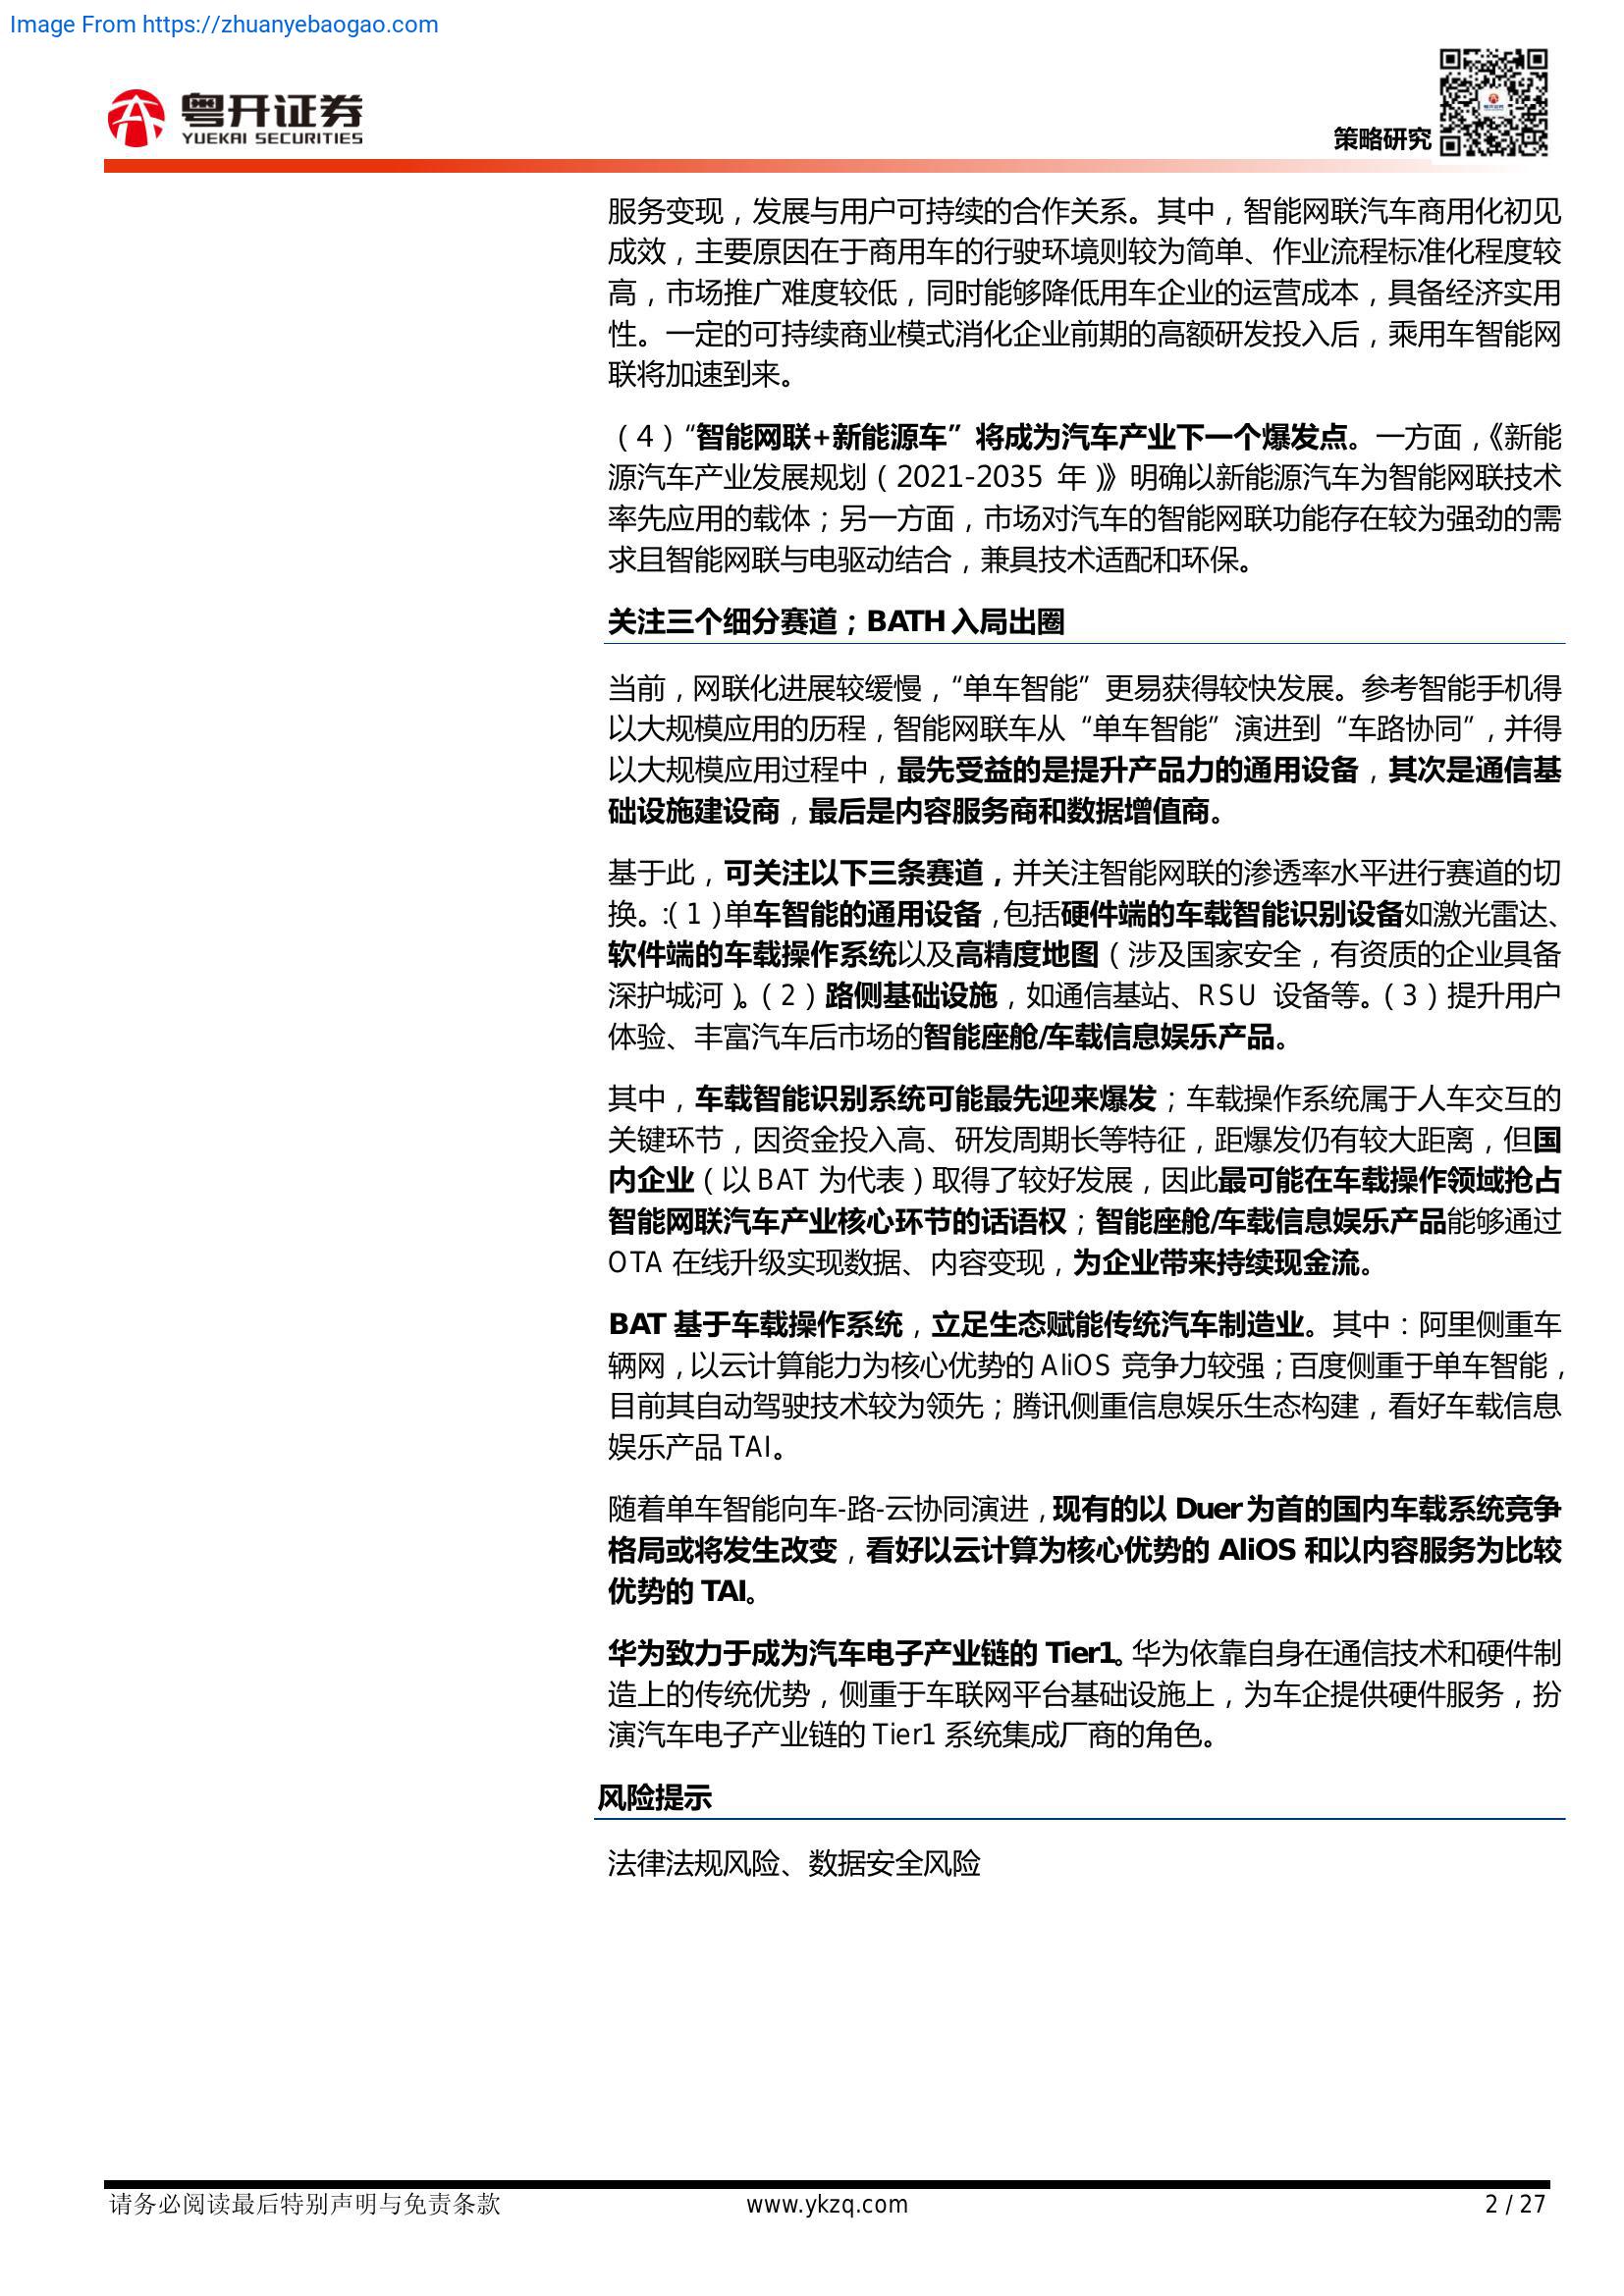 Image From https://zhuanyebaogao.com
粤开证券
YUEKAI SECURITIES
策略研究
服务变现，发展与用户可持续的合作关系。其中，智能网联汽车商用化初见
成效，主要原因在于商用车的行驶环境则较为简单、作业流程标准化程度较
高，市场推广难度较低，同时能够降低用车企业的运营成本，具备经济实用
性。一定的可持续商业模式消化企业前期的高额研发投入后，乘用车智能网
联将加速到来。
（4）“智能网联+新能源车”将成为汽车产业下一个爆发点。一方面，《新能
源汽车产业发展规划（2021-2035 年）》明确以新能源汽车为智能网联技术
率先应用的载体；另一方面，市场对汽车的智能网联功能存在较为强劲的需
求且智能网联与电驱动结合，兼具技术适配和环保。
关注三个细分赛道；BATH 入局出圈
当前，网联化进展较缓慢，“单车智能”更易获得较快发展。参考智能手机得
以大规模应用的历程，智能网联车从“单车智能”演进到“车路协同”，并得
以大规模应用过程中，最先受益的是提升产品力的通用设备，其次是通信基
础设施建设商，最后是内容服务商和数据增值商。
基于此，可关注以下三条赛道，并关注智能网联的渗透率水平进行赛道的切
换。：（1）单车智能的通用设备，包括硬件端的车载智能识别设备如激光雷达、
软件端的车载操作系统以及高精度地图（涉及国家安全，有资质的企业具备
深护城河）。（2）路侧基础设施，如通信基站、RSU 设备等。（3）提升用户
体验、丰富汽车后市场的智能座舱/车载信息娱乐产品。
其中，车载智能识别系统可能最先迎来爆发；车载操作系统属于人车交互的
关键环节，因资金投入高、研发周期长等特征，距爆发仍有较大距离，但国
内企业（以 BAT 为代表）取得了较好发展，因此最可能在车载操作领域抢占
智能网联汽车产业核心环节的话语权；智能座舱/车载信息娱乐产品能够通过
OTA 在线升级实现数据、内容变现，为企业带来持续现金流。
BAT 基于车载操作系统，立足生态赋能传统汽车制造业。其中：阿里侧重车
辆网，以云计算能力为核心优势的 AliOS 竞争力较强；百度侧重于单车智能，
目前其自动驾驶技术较为领先；腾讯侧重信息娱乐生态构建，看好车载信息
娱乐产品 TAI。
随着单车智能向车-路-云协同演进，现有的以 Duer 为首的国内车载系统竞争
格局或将发生改变，看好以云计算为核心优势的 AliOS 和以内容服务为比较
优势的 TAI。
华为致力于成为汽车电子产业链的 Tier1。华为依靠自身在通信技术和硬件制
造上的传统优势，侧重于车联网平台基础设施上，为车企提供硬件服务，扮
演汽车电子产业链的 Tier1 系统集成厂商的角色。
风险提示
法律法规风险、数据安全风险
请务必阅读最后特别声明与免责条款 www.ykzq.com 2 / 27